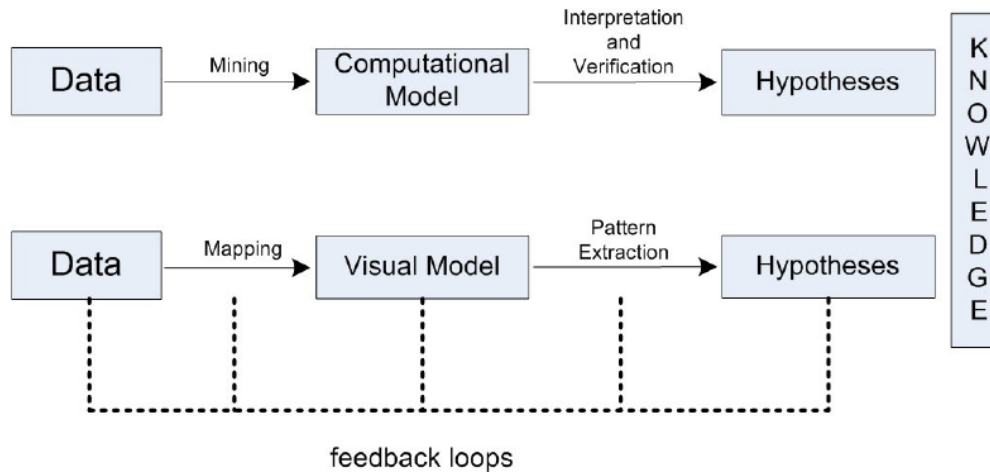 Data
Mining
Computational
Model
Interpretation
and
Verification
Hypotheses
Data
Mapping
Visual Model
Pattern
Extraction
Hypotheses
K
N
O
W
L
E
D
G
E
feedback loops